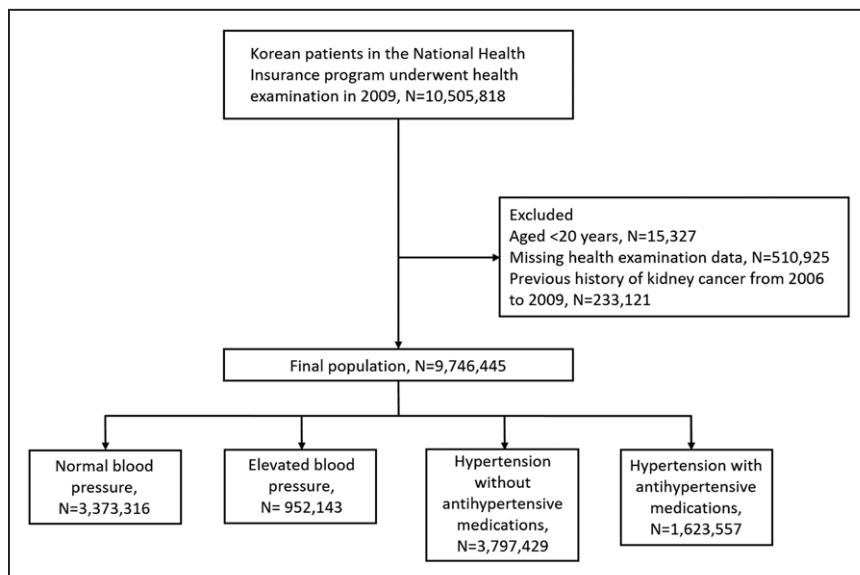 Korean patients in the National Health
Insurance program underwent health
examination in 2009, N=10,505,818
Excluded
Aged <20 years, N=15,327
Missing health examination data, N=510,925
Previous history of kidney cancer from 2006
to 2009, N=233,121
Final population, N=9,746,445
Normal blood
pressure,
N=3,373,316
Elevated blood
pressure,
N= 952,143
Hypertension
without
antihypertensive
medications,
N=3,797,429
Hypertension with
antihypertensive
medications,
N=1,623,557